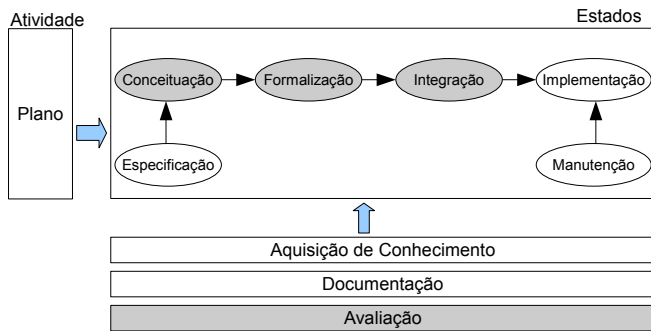 Atividade
Estados
Conceituação
Formalização
Integração
Implementação
Plano
Especificação
Manutenção
Aquisição de Conhecimento
Documentação
Avaliação